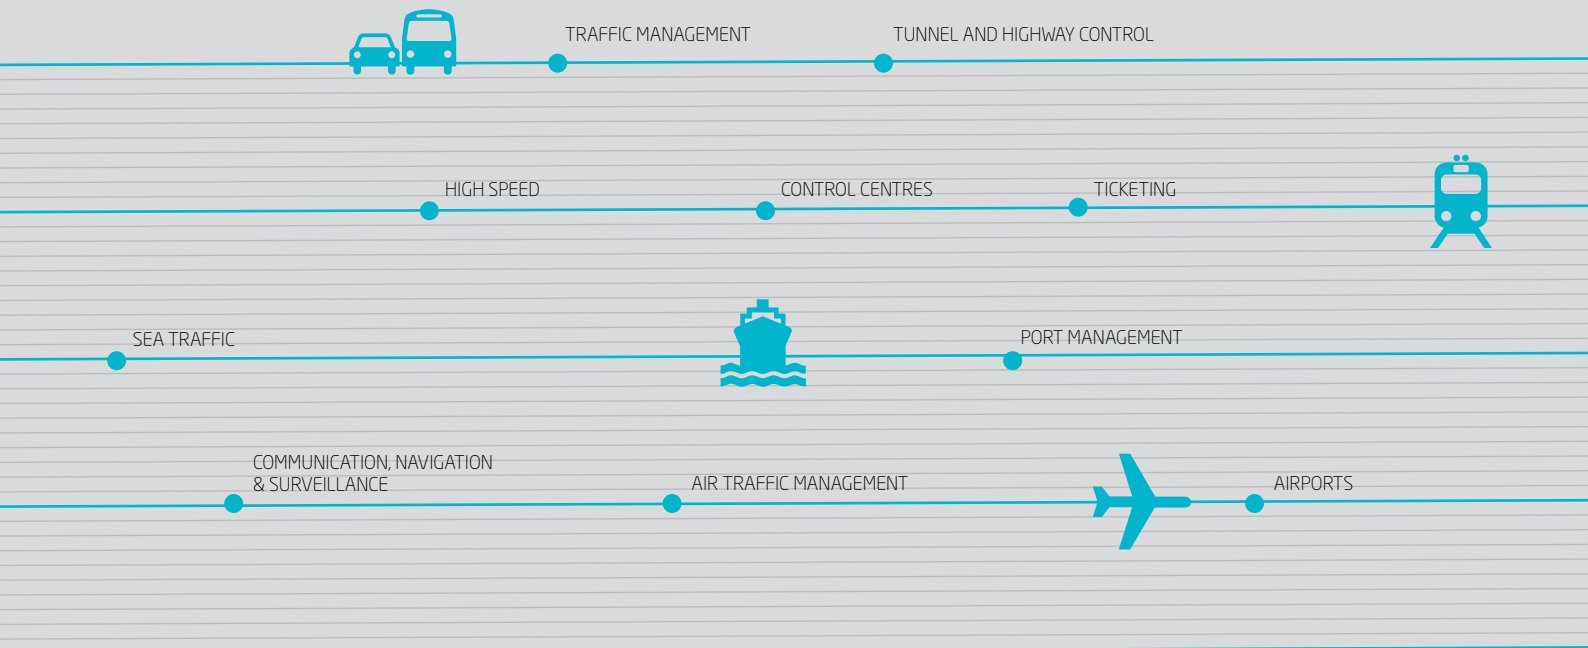 TRAFFIC MANAGEMENT
TUNNEL AND HIGHWAY CONTROL
HIGH SPEED
CONTROL CENTRES
TICKETING
SEA TRAFFIC
PORT MANAGEMENT
COMMUNICATION, NAVIGATION
& SURVEILLANCE
AIR TRAFFIC MANAGEMENT
AIRPORTS